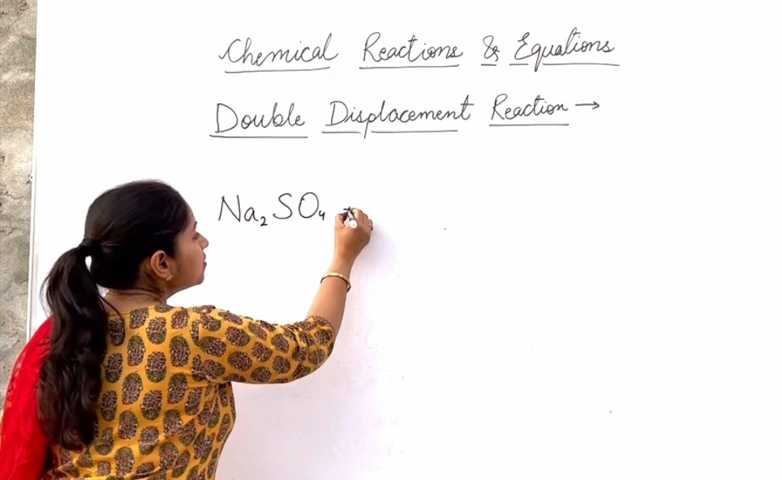 Chemical Reactions & Equations
Double Displacement Reaction →
Na₂SO₄ +